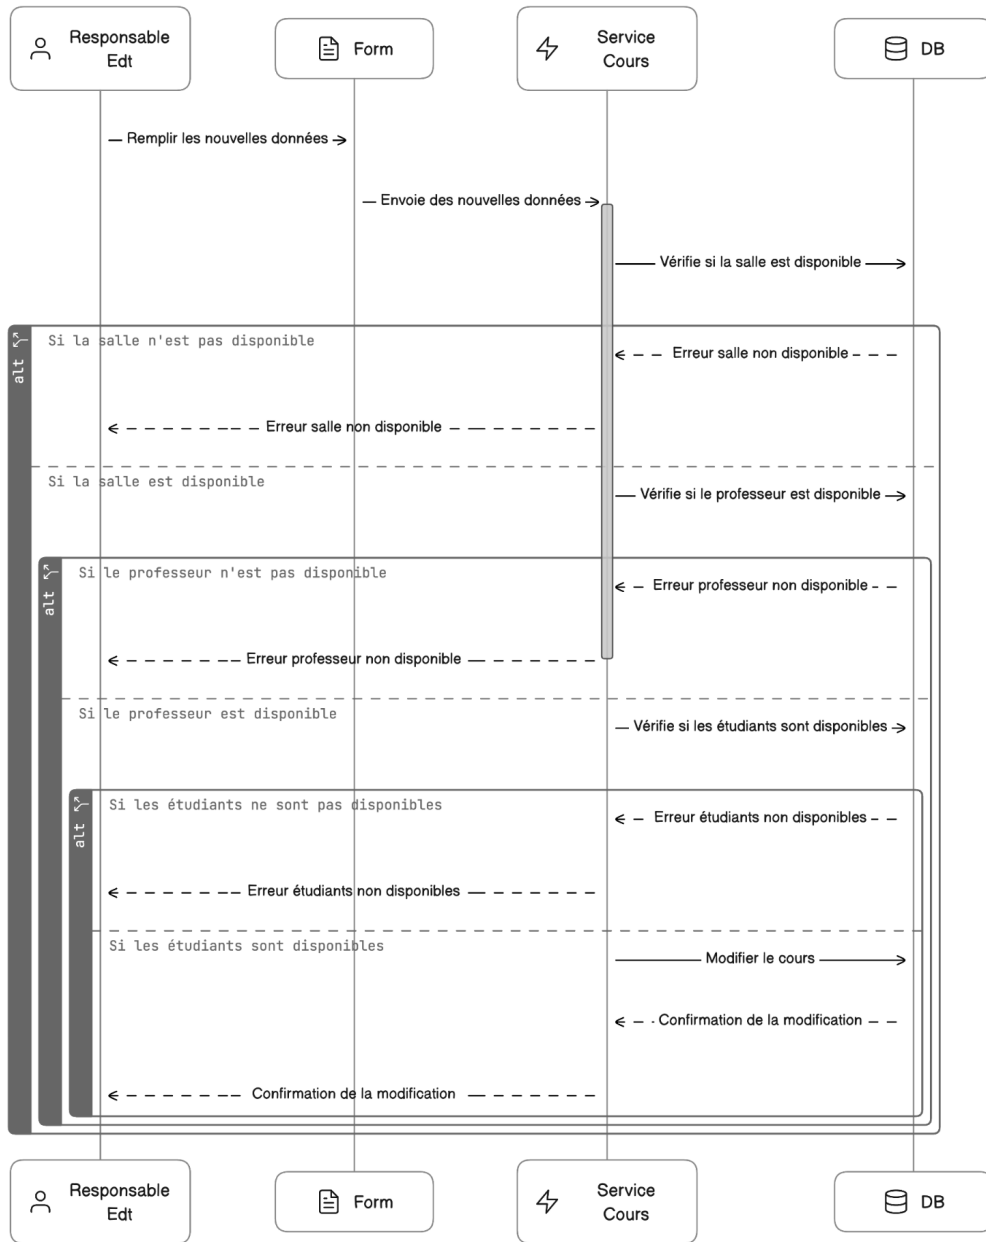 Responsable
Edt
Form
Service
Cours
DB
Remplir les nouvelles données
Envoie des nouvelles données
Vérifie si la salle est disponible
alt
Si la salle n'est pas disponible
Erreur salle non disponible
Erreur salle non disponible
Si la salle est disponible
Vérifie si le professeur est disponible
alt
Si le professeur n'est pas disponible
Erreur professeur non disponible
Erreur professeur non disponible
Si le professeur est disponible
Vérifie si les étudiants sont disponibles
alt
Si les étudiants ne sont pas disponibles
Erreur étudiants non disponibles
Erreur étudiants non disponibles
Si les étudiants sont disponibles
Modifier le cours
Confirmation de la modification
Confirmation de la modification
Responsable
Edt
Form
Service
Cours
DB